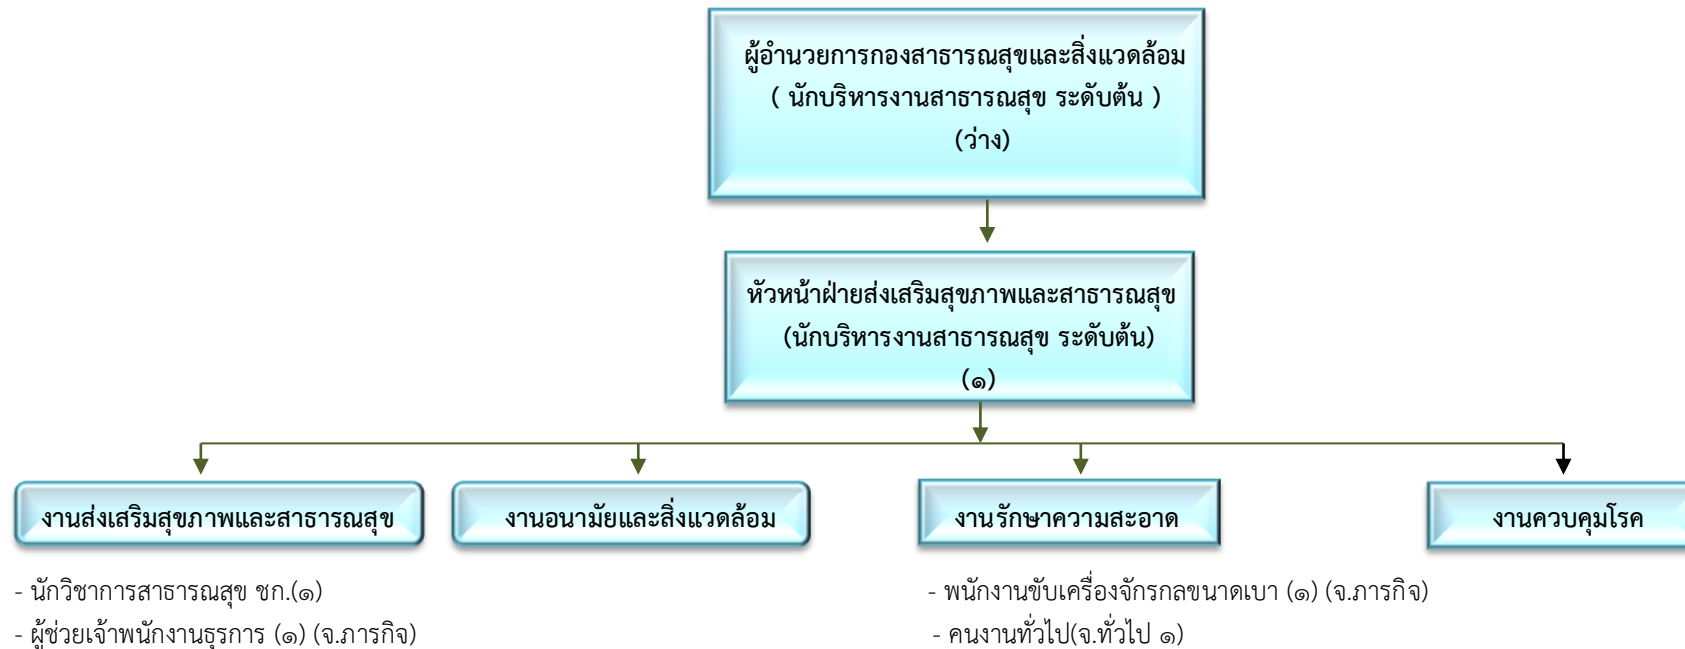 ผู้อำนวยการกองสาธารณสุขและสิ่งแวดล้อม
( นักบริหารงานสาธารณสุข ระดับต้น )
(ว่าง)
หัวหน้าฝ่ายส่งเสริมสุขภาพและสาธารณสุข
(นักบริหารงานสาธารณสุข ระดับต้น)
(๑)
งานส่งเสริมสุขภาพและสาธารณสุข
งานอนามัยและสิ่งแวดล้อม
งานรักษาความสะอาด
งานควบคุมโรค
- นักวิชาการสาธารณสุข ชก.(๑)
- ผู้ช่วยเจ้าพนักงานธุรการ (๑) (จ.ภารกิจ)
- พนักงานขับเครื่องจักรกลขนาดเบา (๑) (จ.ภารกิจ)
- คนงานทั่วไป(จ.ทั่วไป ๑)